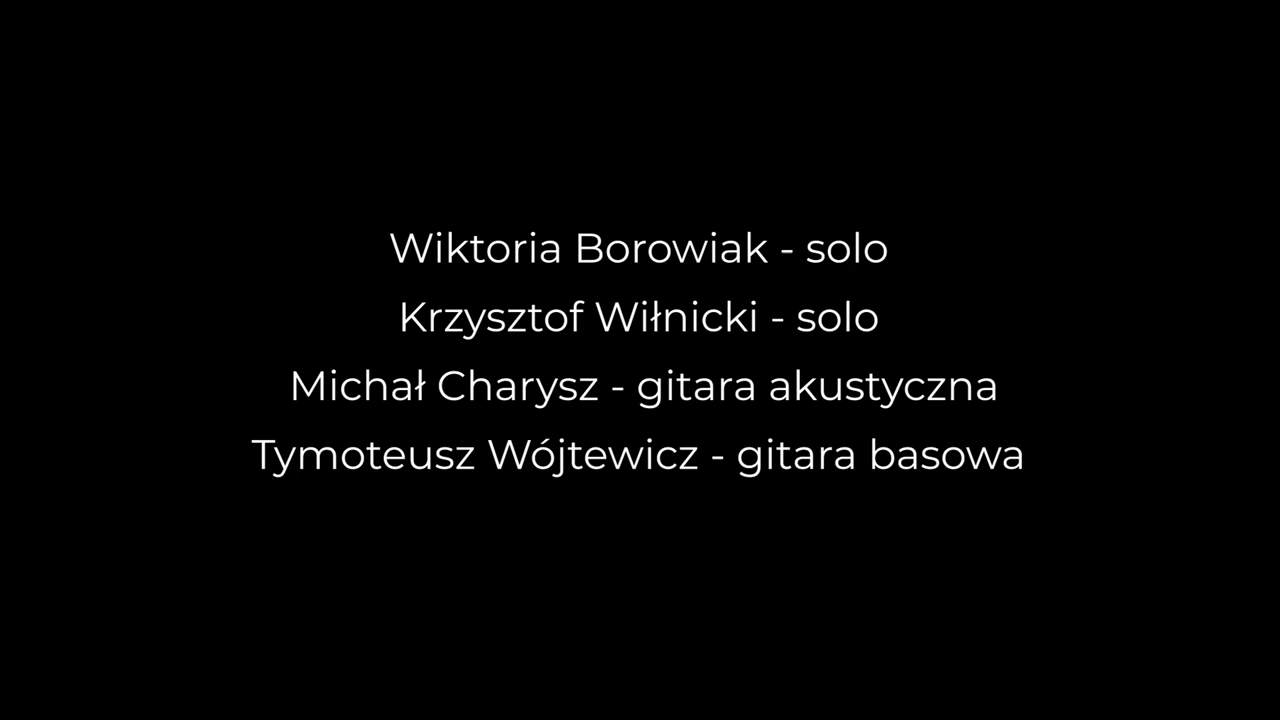 Wiktoria Borowiak - solo
Krzysztof Wiłnicki - solo
Michał Charysz - gitara akustyczna
Tymoteusz Wójtewicz - gitara basowa